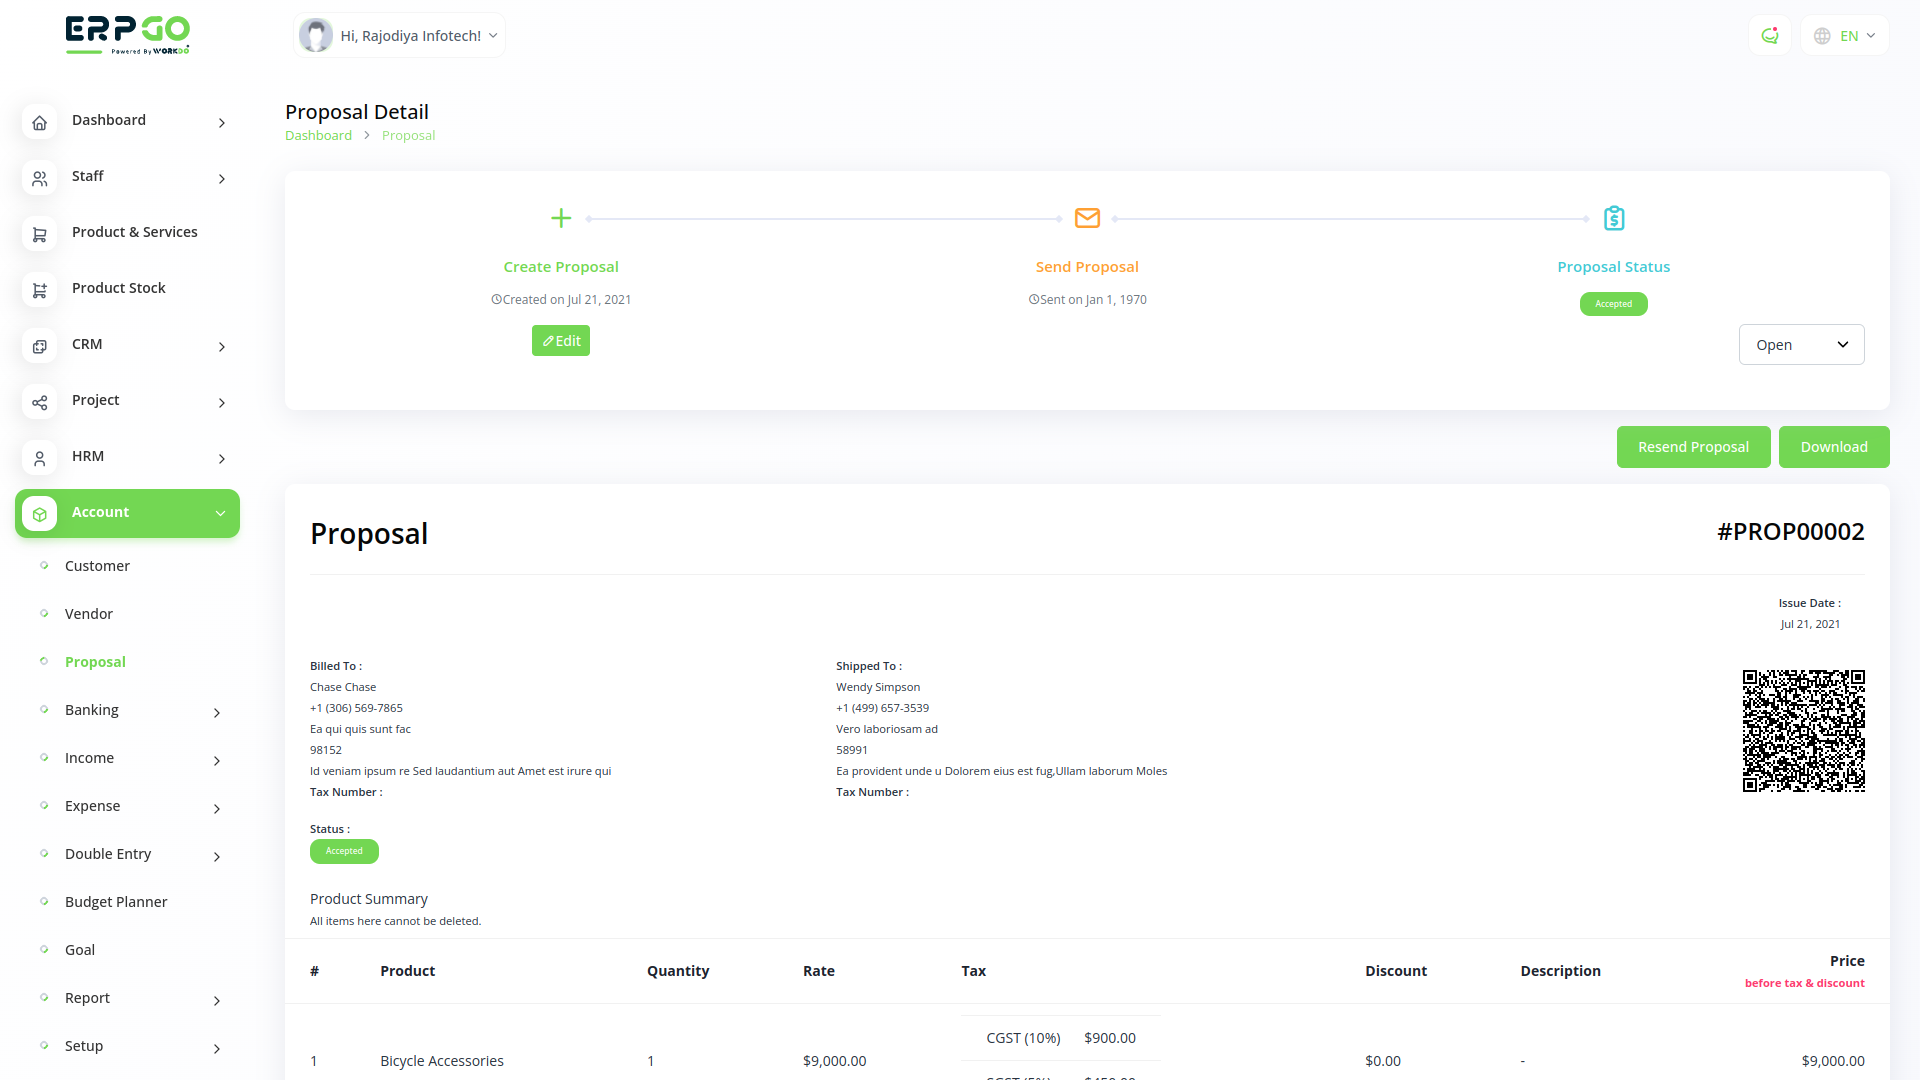 ERPGO
Powered By WORKDO
Hi, Rajodiya Infotech!
EN
Dashboard
Staff
Product & Services
Product Stock
CRM
Project
HRM
Account
Customer
Vendor
Proposal
Banking
Income
Expense
Double Entry
Budget Planner
Goal
Report
Setup
Proposal Detail
Dashboard > Proposal
Create Proposal
Created on Jul 21, 2021
Edit
Send Proposal
Sent on Jan 1, 1970
Proposal Status
Accepted
Open
Resend Proposal
Download
Proposal
#PROP00002
Issue Date :
Jul 21, 2021
Billed To :
Chase Chase
+1 (306) 569-7865
Ea qui quis sunt fac
98152
Id veniam ipsum re Sed laudantium aut Amet est irure qui
Tax Number :
Shipped To :
Wendy Simpson
+1 (499) 657-3539
Vero laboriosam ad
58991
Ea provident unde u Dolorem eius est fug,Ullam laborum Moles
Tax Number :
Status :
Accepted
Product Summary
All items here cannot be deleted.
# Product Quantity Rate Tax Discount Description Price
before tax & discount
CGST (10%) $900.00
1 Bicycle Accessories 1 $9,000.00 $0.00 - $9,000.00